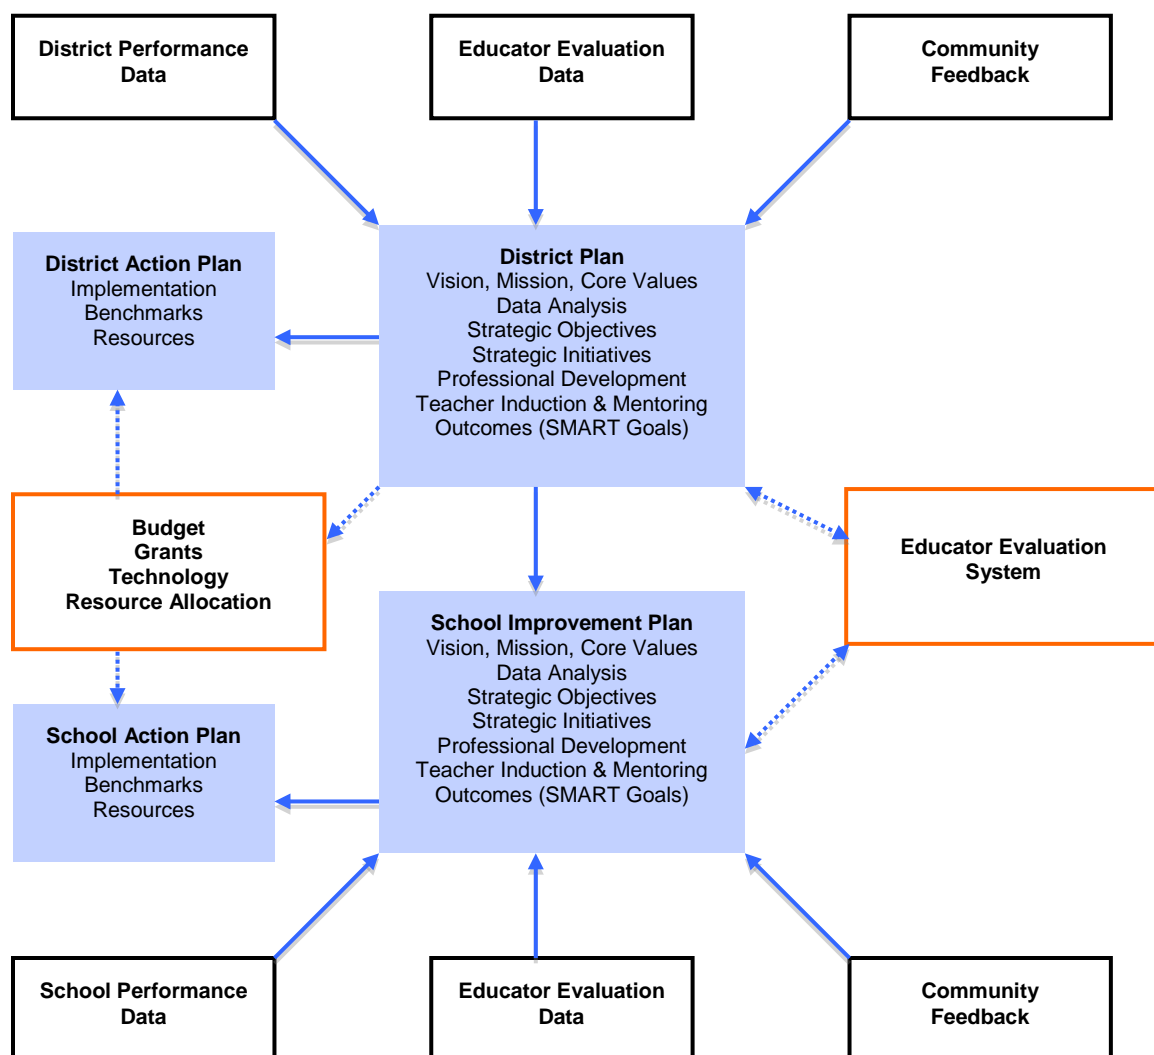 District Performance
Data
Educator Evaluation
Data
Community
Feedback
District Action Plan
Implementation
Benchmarks
Resources
District Plan
Vision, Mission, Core Values
Data Analysis
Strategic Objectives
Strategic Initiatives
Professional Development
Teacher Induction & Mentoring
Outcomes (SMART Goals)
Budget
Grants
Technology
Resource Allocation
Educator Evaluation
System
School Improvement Plan
Vision, Mission, Core Values
Data Analysis
Strategic Objectives
Strategic Initiatives
Professional Development
Teacher Induction & Mentoring
Outcomes (SMART Goals)
School Action Plan
Implementation
Benchmarks
Resources
School Performance
Data
Educator Evaluation
Data
Community
Feedback